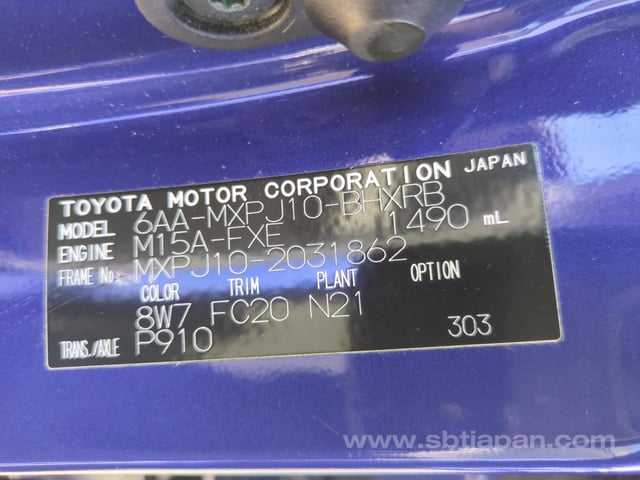 TOYOTA MOTOR CORPORATION JAPAN
MODEL 6AA-MXPJ10-BHXRB
ENGINE M15A-FXE 1490 mL
FRAME No. MXPJ10-2031862
COLOR TRIM PLANT OPTION
8W7 FC20 N21
TRANS./AXLE P910 303
www.sbtjapan.com